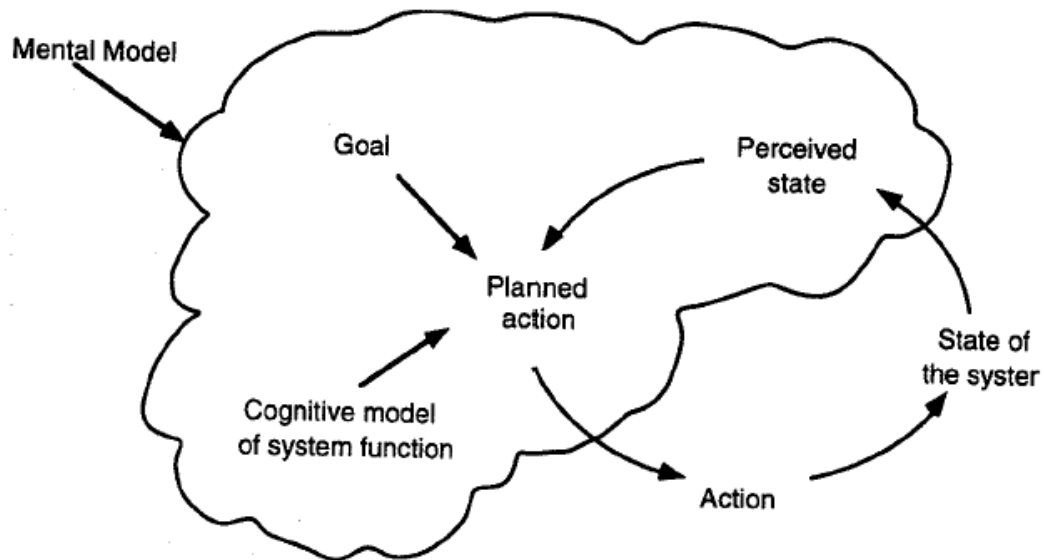 Mental Model
Goal
Perceived
state
Planned
action
State of
the syster
Cognitive model
of system function
Action